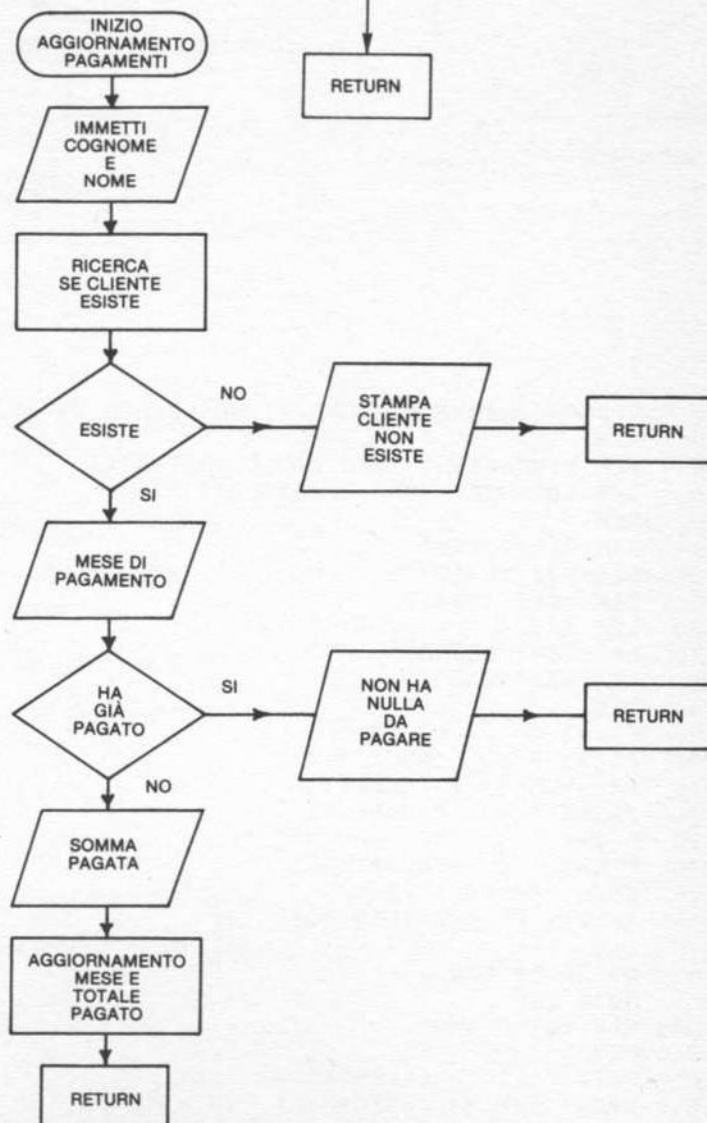 INIZIO
AGGIORNAMENTO
PAGAMENTI
RETURN
IMMETTI
COGNOME
E
NOME
RICERCA
SE CLIENTE
ESISTE
ESISTE
NO
STAMPA
CLIENTE
NON
ESISTE
RETURN
SI
MESE DI
PAGAMENTO
HA
GIÀ
PAGATO
SI
NON HA
NULLA
DA
PAGARE
RETURN
NO
SOMMA
PAGATA
AGGIORNAMENTO
MESE E
TOTALE
PAGATO
RETURN